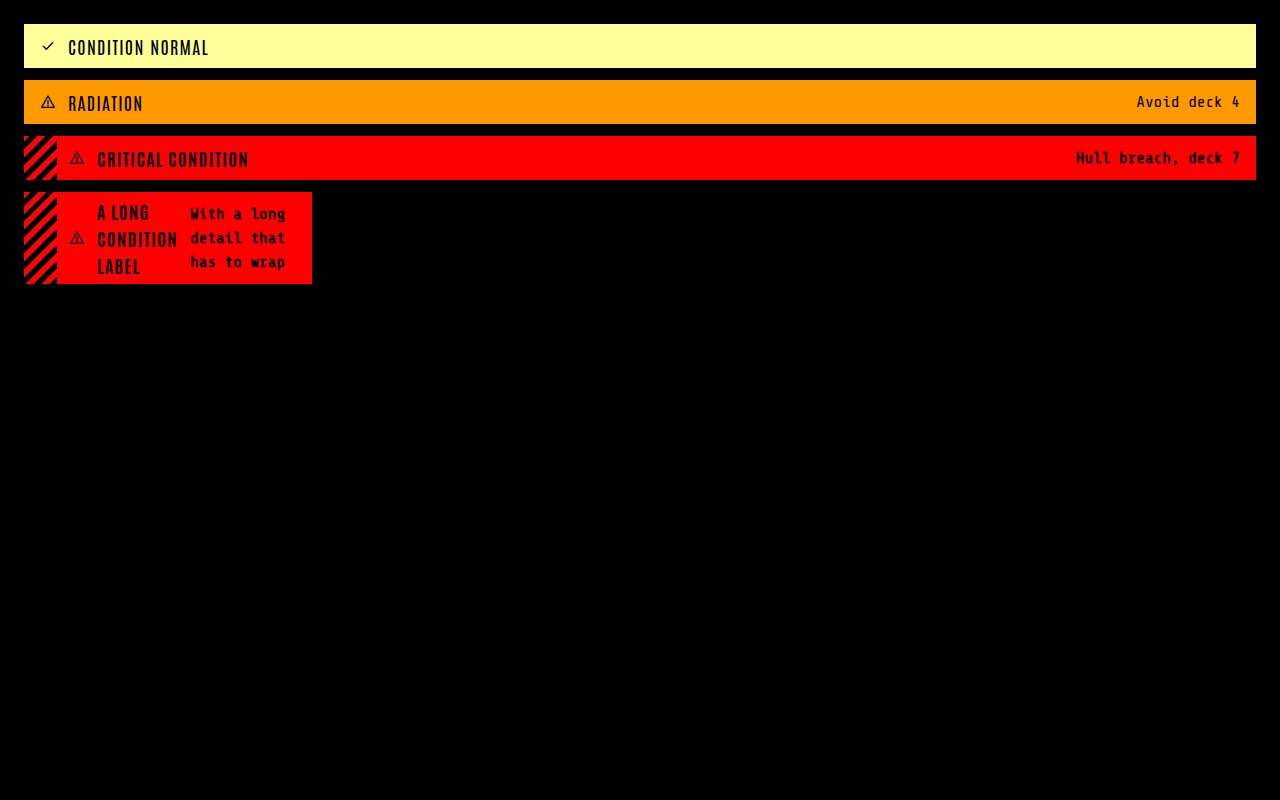 CONDITION NORMAL
RADIATION
Avoid deck 4
CRITICAL CONDITION
Hull breach, deck 7
A LONG
CONDITION
LABEL
With a long
detail that
has to wrap